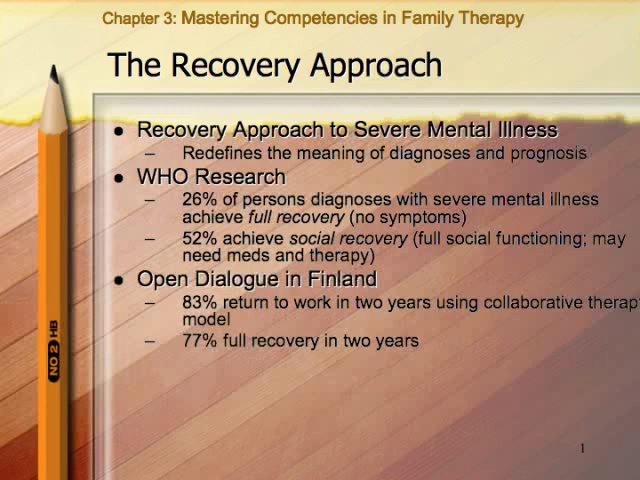 Chapter 3: Mastering Competencies in Family Therapy
The Recovery Approach
● Recovery Approach to Severe Mental Illness
– Redefines the meaning of diagnoses and prognosis
● WHO Research
– 26% of persons diagnoses with severe mental illness
achieve full recovery (no symptoms)
– 52% achieve social recovery (full social functioning; may
need meds and therapy)
● Open Dialogue in Finland
– 83% return to work in two years using collaborative therapy
model
– 77% full recovery in two years
NO 2 HB
1